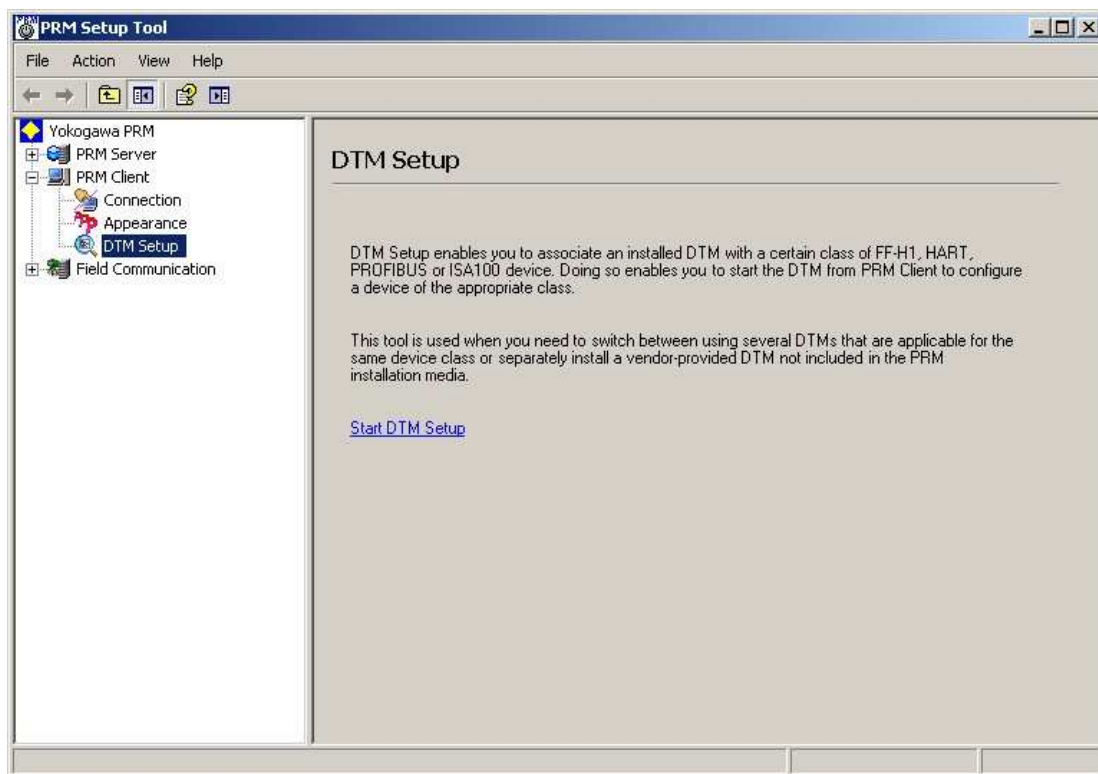 PRM Setup Tool
File Action View Help
Yokogawa PRM
PRM Server
PRM Client
Connection
Appearance
DTM Setup
Field Communication
DTM Setup
DTM Setup enables you to associate an installed DTM with a certain class of FF-H1, HART,
PROFIBUS or ISA100 device. Doing so enables you to start the DTM from PRM Client to configure
a device of the appropriate class.
This tool is used when you need to switch between using several DTMs that are applicable for the
same device class or separately install a vendor-provided DTM not included in the PRM
installation media.
Start DTM Setup